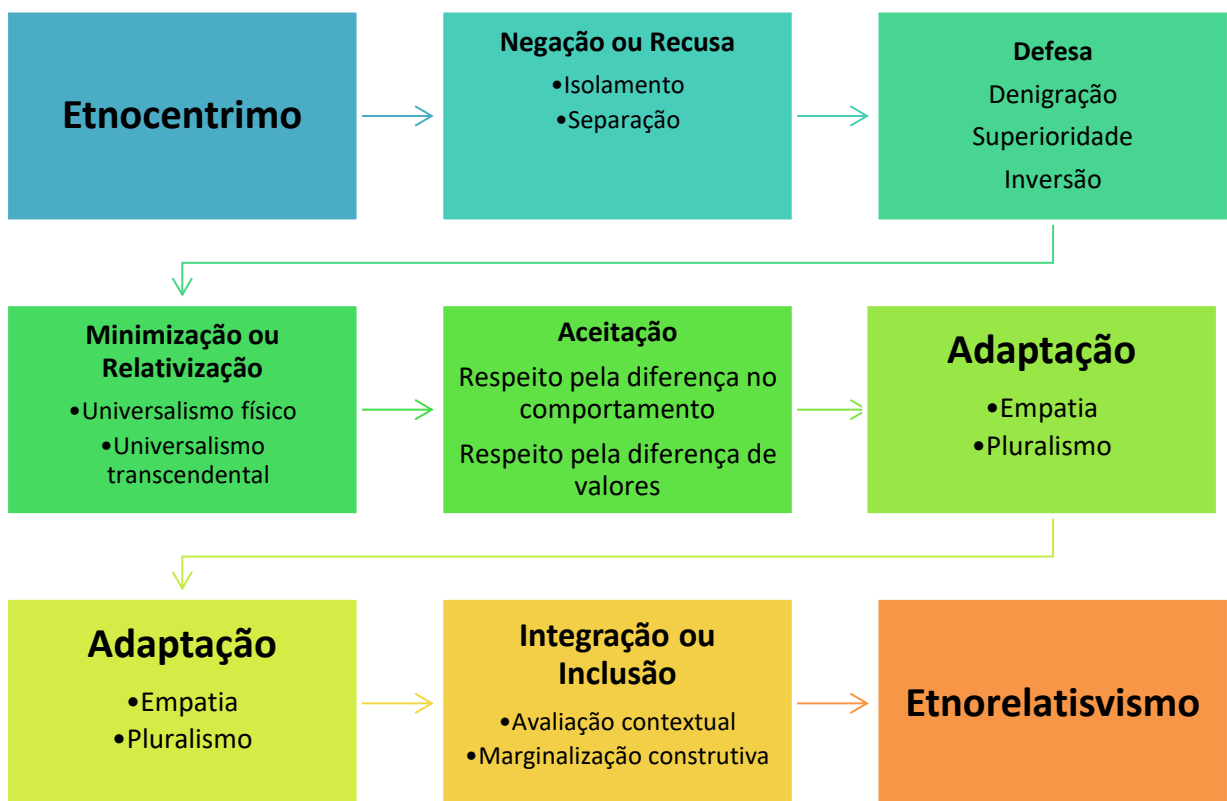 Etnocentrimo
Negação ou Recusa
•Isolamento
•Separação
Defesa
Denigração
Superioridade
Inversão
Minimização ou
Relativização
•Universalismo físico
•Universalismo
transcendental
Aceitação
Respeito pela diferença no
comportamento
Respeito pela diferença de
valores
Adaptação
•Empatia
•Pluralismo
Adaptação
•Empatia
•Pluralismo
Integração ou
Inclusão
•Avaliação contextual
•Marginalização construtiva
Etnorelatisvismo